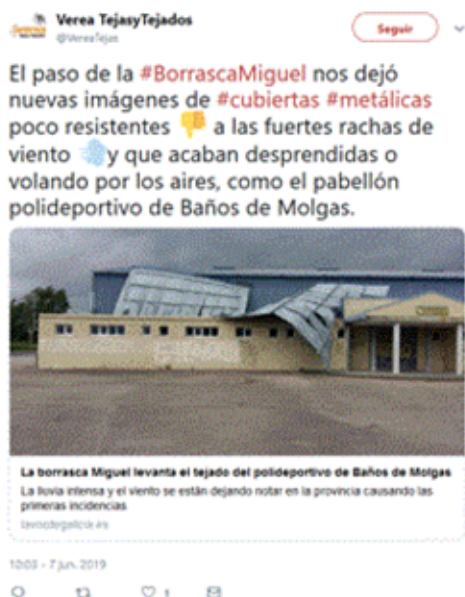 Verea TejasyTejados
@VereaTejas
Seguir
El paso de la #BorrascaMiguel nos dejó
nuevas imágenes de #cubiertas #metálicas
poco resistentes 👎 a las fuertes rachas de
viento 💨 y que acaban desprendidas o
volando por los aires, como el pabellón
polideportivo de Baños de Molgas.
La borrasca Miguel levanta el tejado del polideportivo de Baños de Molgas
La lluvia intensa y el viento se están dejando notar en la provincia causando las
primeras incidencias
lavozdegalicia.es
10:03 - 7 jun. 2019
1